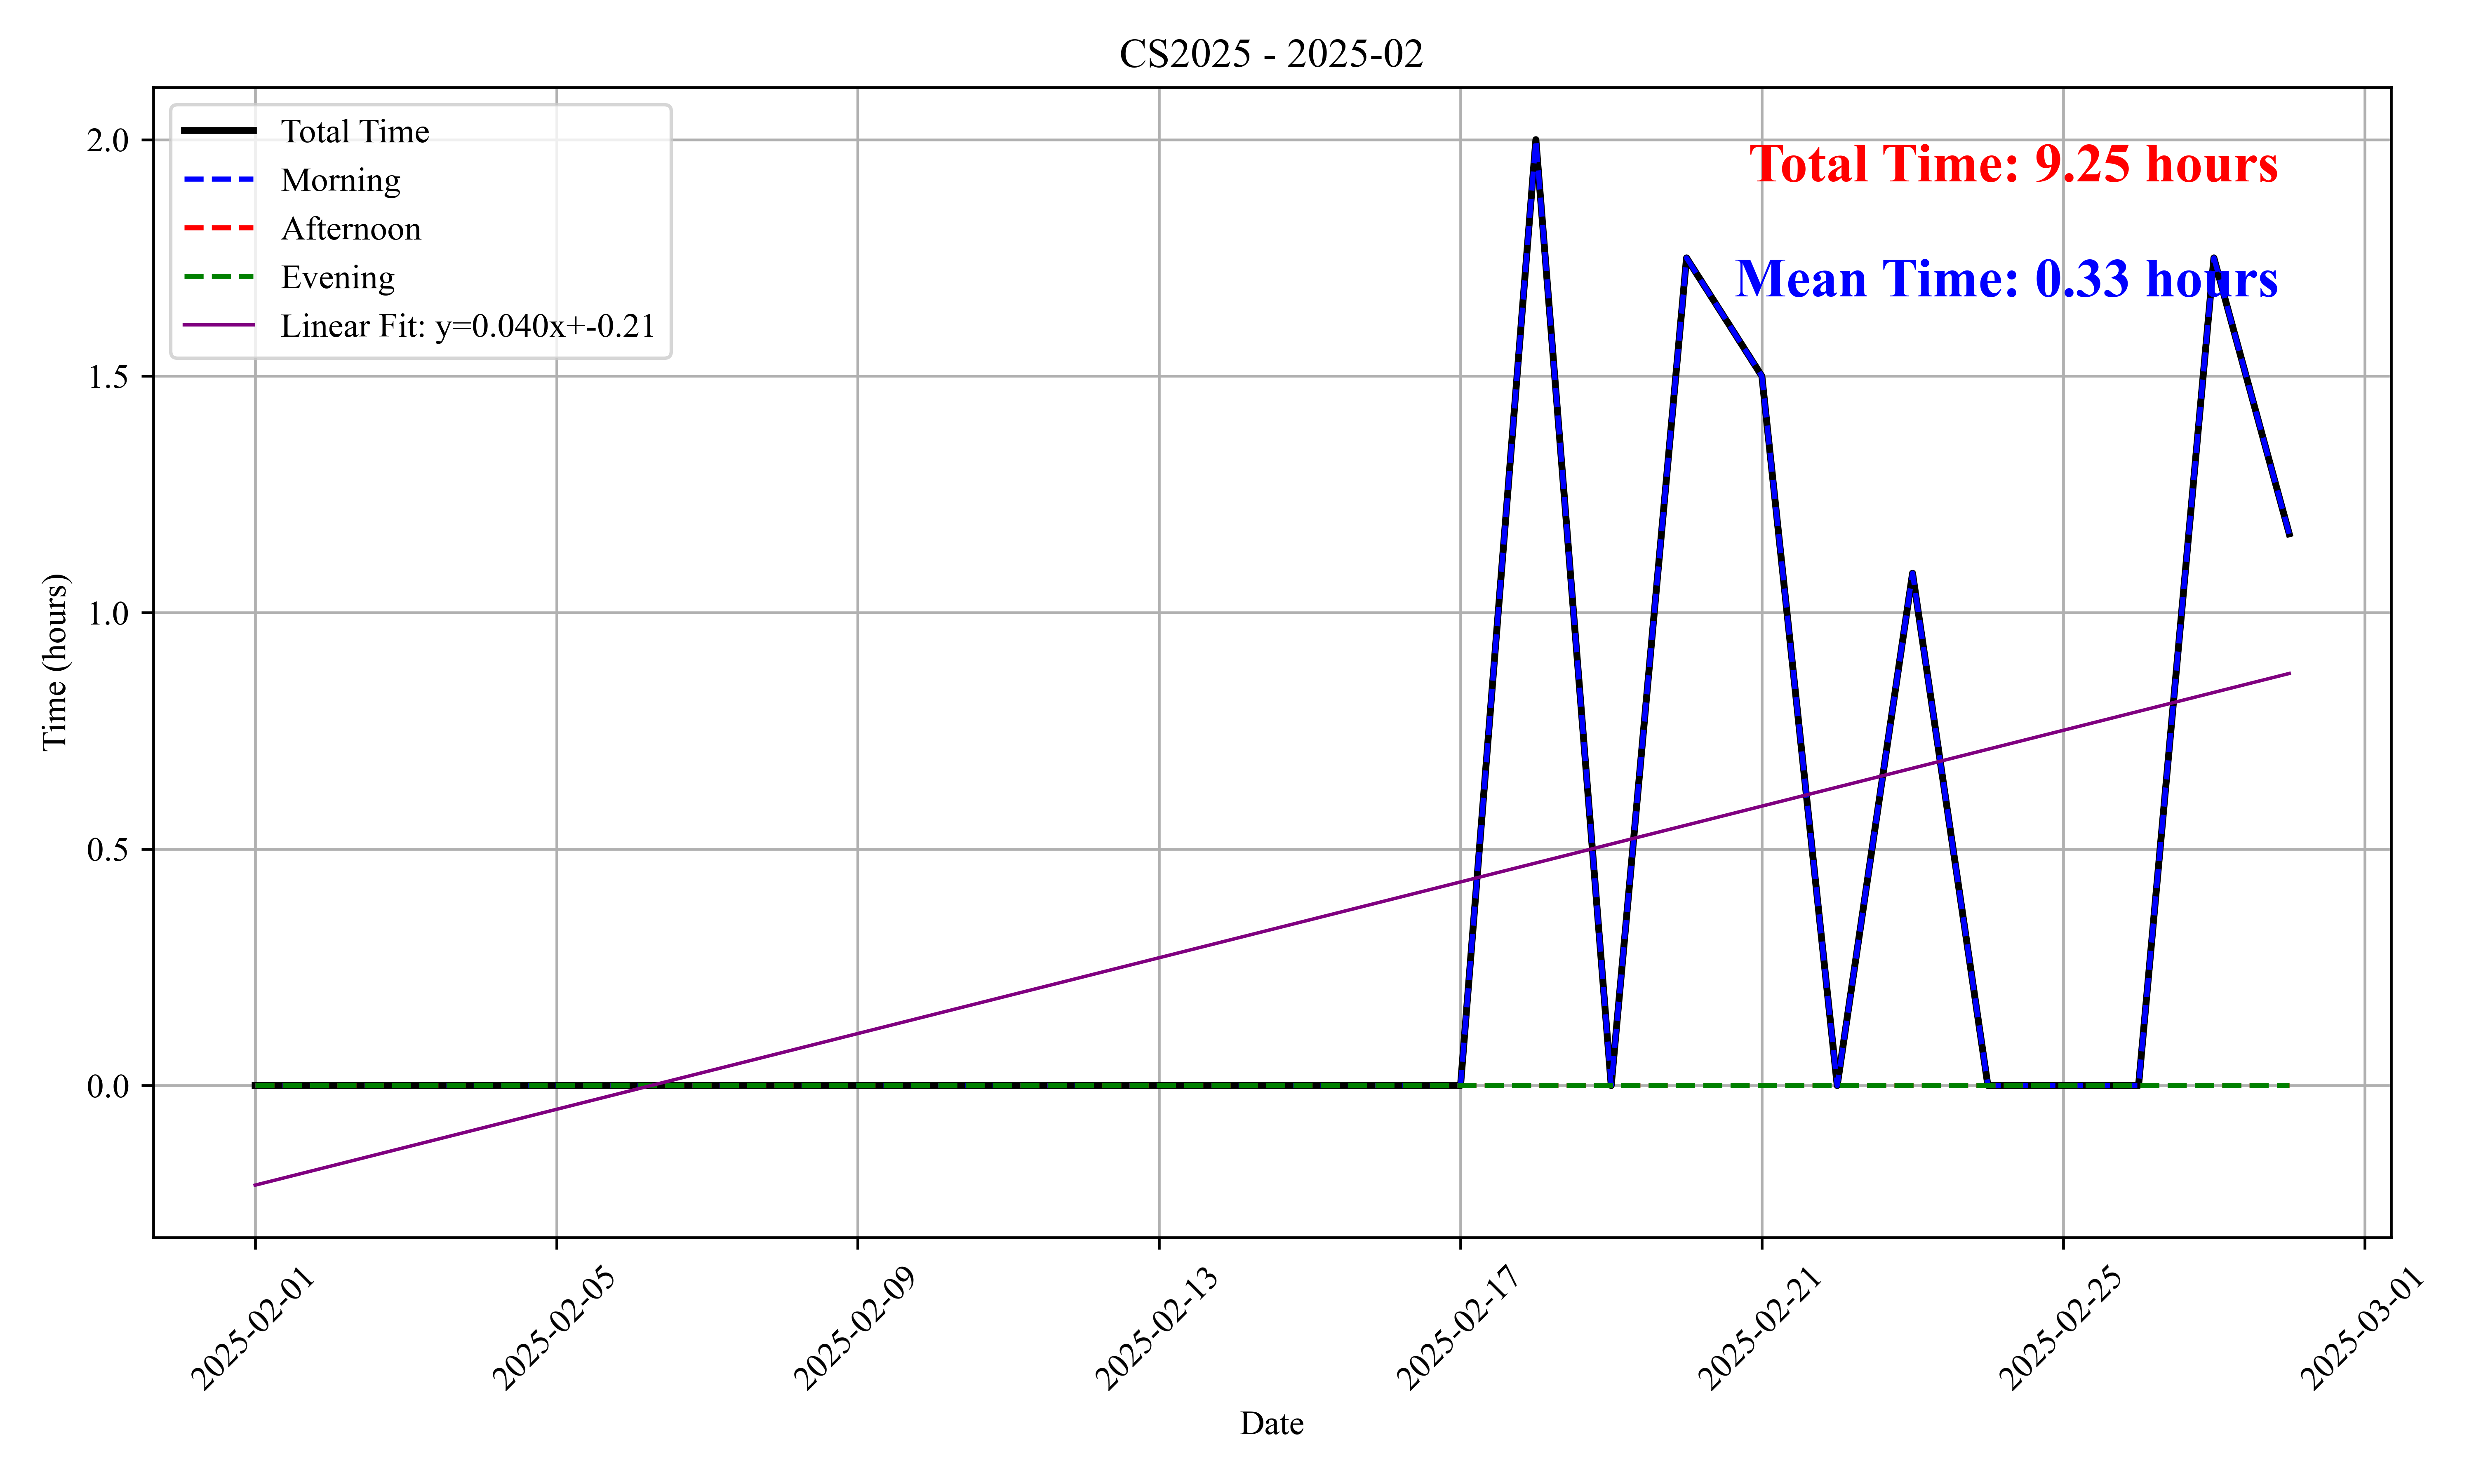 CS2025 - 2025-02
Total Time
Morning
Afternoon
Evening
Linear Fit: y=0.040x+-0.21
Total Time: 9.25 hours
Mean Time: 0.33 hours
Time (hours)
2.0
1.5
1.0
0.5
0.0
2025-02-01
2025-02-05
2025-02-09
2025-02-13
2025-02-17
2025-02-21
2025-02-25
2025-03-01
Date